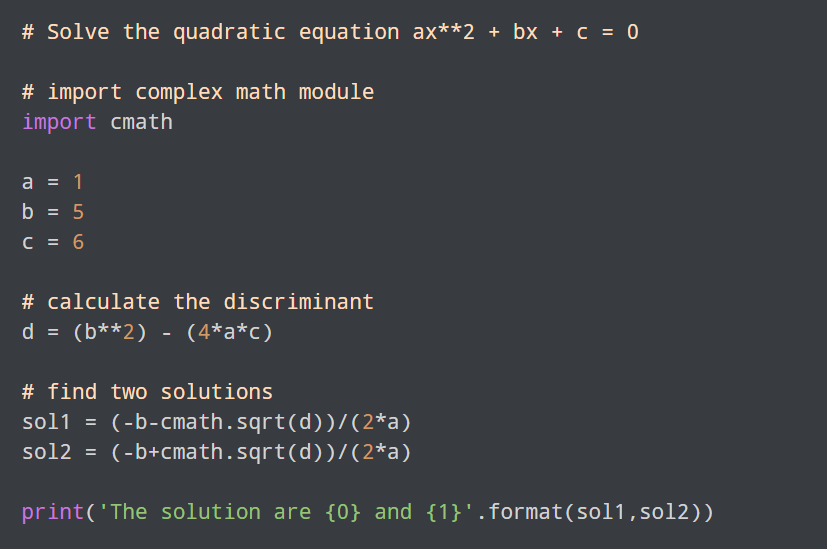 # Solve the quadratic equation ax**2 + bx + c = 0
# import complex math module
import cmath
a = 1
b = 5
c = 6
# calculate the discriminant
d = (b**2) - (4*a*c)
# find two solutions
sol1 = (-b-cmath.sqrt(d))/(2*a)
sol2 = (-b+cmath.sqrt(d))/(2*a)
print('The solution are {0} and {1}'.format(sol1,sol2))